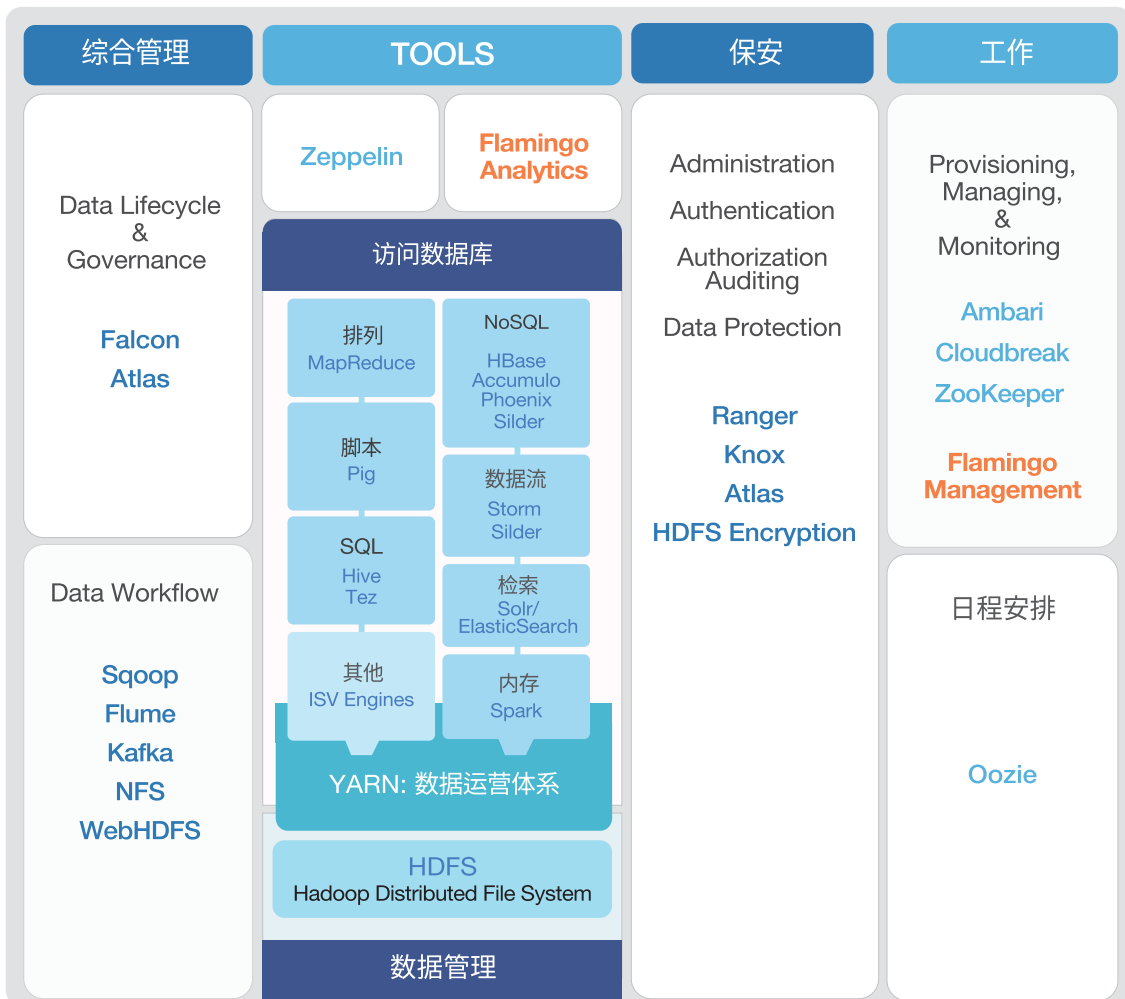 综合管理
Data Lifecycle
&
Governance
Falcon
Atlas
Data Workflow
Sqoop
Flume
Kafka
NFS
WebHDFS
TOOLS
Zeppelin
Flamingo
Analytics
访问数据库
排列
MapReduce
脚本
Pig
SQL
Hive
Tez
其他
ISV Engines
NoSQL
HBase
Accumulo
Phoenix
Silder
数据流
Storm
Silder
检索
Solr/
ElasticSearch
内存
Spark
YARN: 数据运营体系
HDFS
Hadoop Distributed File System
数据管理
保安
Administration
Authentication
Authorization
Auditing
Data Protection
Ranger
Knox
Atlas
HDFS Encryption
工作
Provisioning,
Managing,
&
Monitoring
Ambari
Cloudbreak
ZooKeeper
Flamingo
Management
日程安排
Oozie